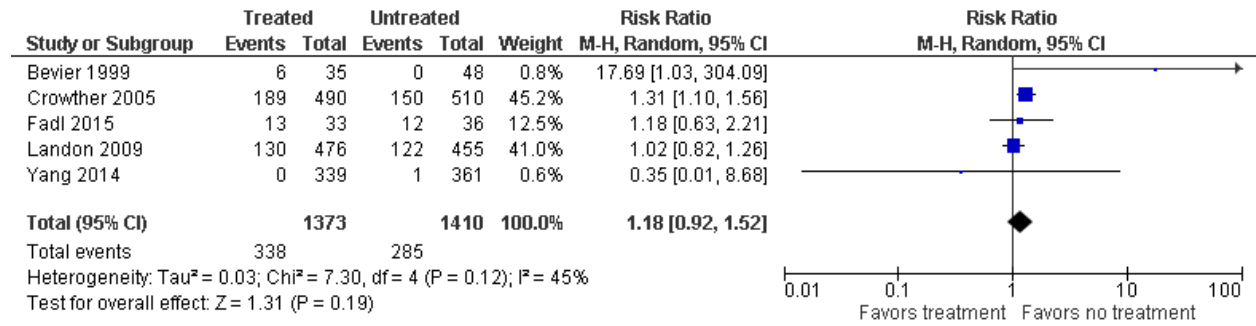 Treated Untreated Risk Ratio Risk Ratio
Study or Subgroup Events Total Events Total Weight M-H, Random, 95% CI M-H, Random, 95% CI
Bevier 1999 6 35 0 48 0.8% 17.69 [1.03, 304.09]
Crowther 2005 189 490 150 510 45.2% 1.31 [1.10, 1.56]
Fadl 2015 13 33 12 36 12.5% 1.18 [0.63, 2.21]
Landon 2009 130 476 122 455 41.0% 1.02 [0.82, 1.26]
Yang 2014 0 339 1 361 0.6% 0.35 [0.01, 8.68]
Total (95% CI) 1373 1410 100.0% 1.18 [0.92, 1.52]
Total events 338 285
Heterogeneity: Tau² = 0.03; Chi² = 7.30, df = 4 (P = 0.12); I² = 45%
Test for overall effect: Z = 1.31 (P = 0.19)
0.01 0.1 1 10 100
Favors treatment Favors no treatment